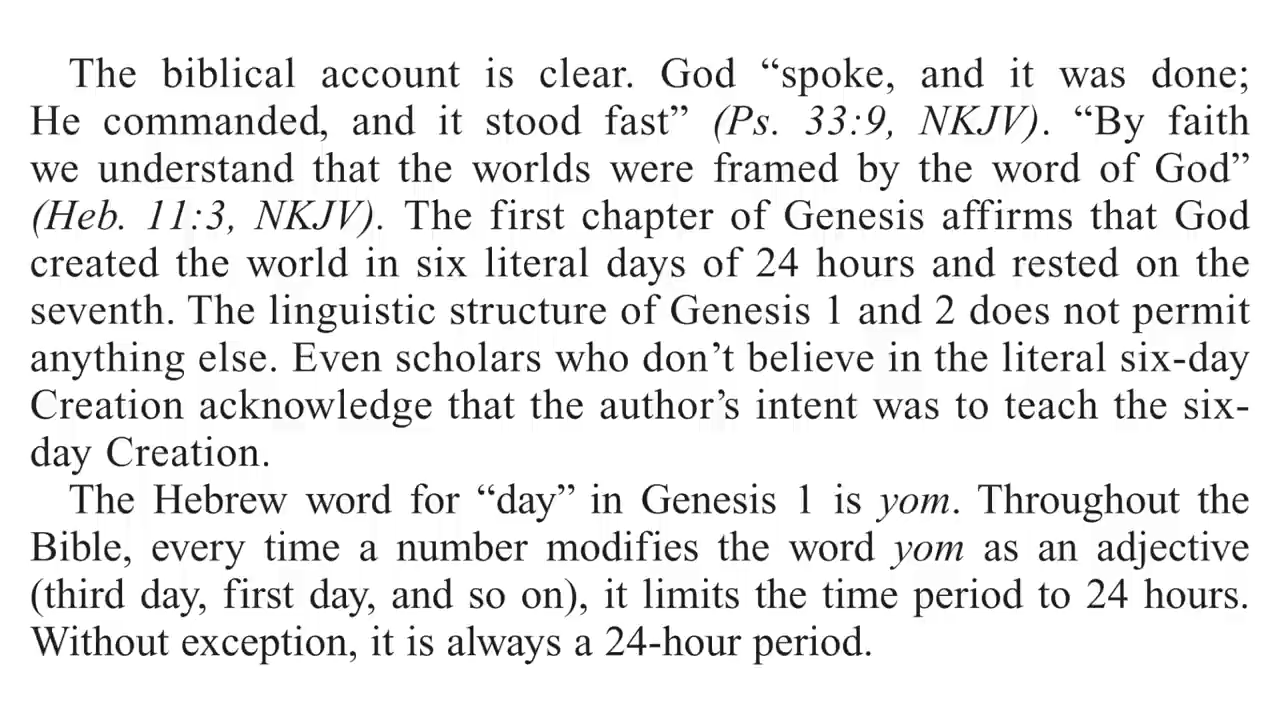 The biblical account is clear. God “spoke, and it was done;
He commanded, and it stood fast” (Ps. 33:9, NKJV). “By faith
we understand that the worlds were framed by the word of God”
(Heb. 11:3, NKJV). The first chapter of Genesis affirms that God
created the world in six literal days of 24 hours and rested on the
seventh. The linguistic structure of Genesis 1 and 2 does not permit
anything else. Even scholars who don’t believe in the literal six-day
Creation acknowledge that the author’s intent was to teach the six-
day Creation.
The Hebrew word for “day” in Genesis 1 is yom. Throughout the
Bible, every time a number modifies the word yom as an adjective
(third day, first day, and so on), it limits the time period to 24 hours.
Without exception, it is always a 24-hour period.